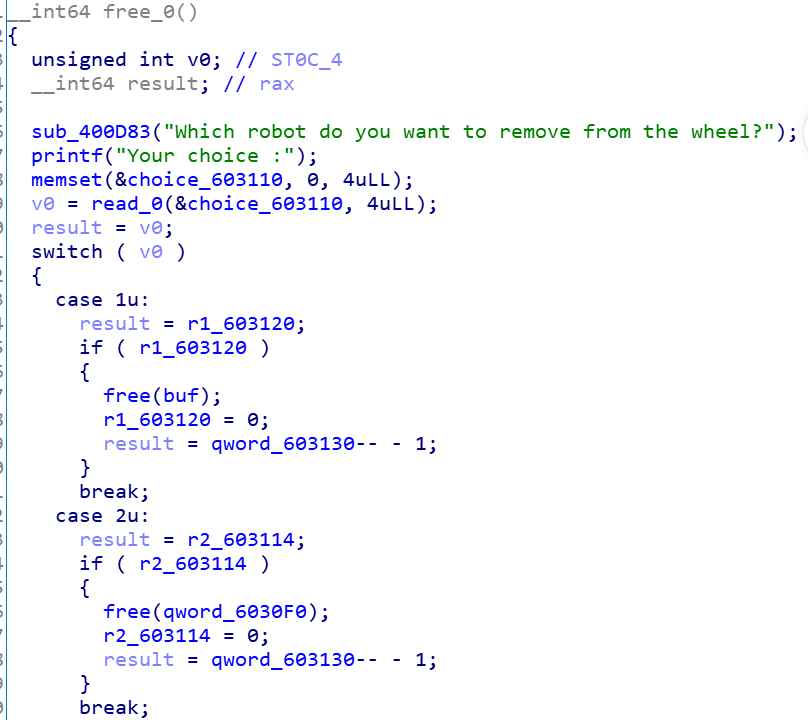 __int64 free_0()
{
unsigned int v0; // ST0C_4
__int64 result; // rax
sub_400D83("Which robot do you want to remove from the wheel?");
printf("Your choice :");
memset(&choice_603110, 0, 4uLL);
v0 = read_0(&choice_603110, 4uLL);
result = v0;
switch ( v0 )
{
case 1u:
result = r1_603120;
if ( r1_603120 )
{
free(buf);
r1_603120 = 0;
result = qword_603130-- - 1;
}
break;
case 2u:
result = r2_603114;
if ( r2_603114 )
{
free(qword_6030F0);
r2_603114 = 0;
result = qword_603130-- - 1;
}
break;